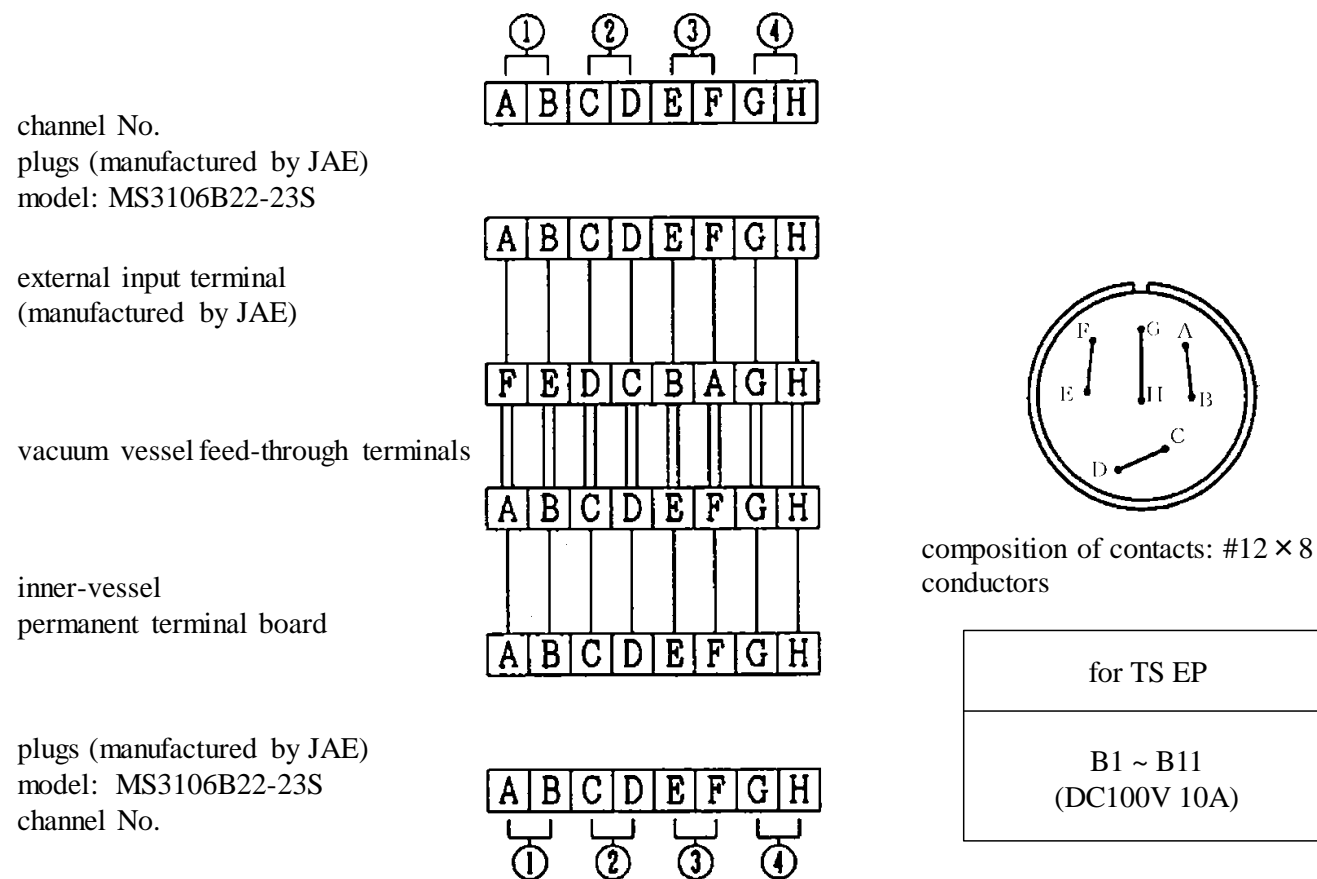 ① ② ③ ④
A B C D E F G H
channel No.
plugs (manufactured by JAE)
model: MS3106B22-23S
A B C D E F G H
external input terminal
(manufactured by JAE)
F E D C B A G H
vacuum vessel feed-through terminals
A B C D E F G H
inner-vessel
permanent terminal board
A B C D E F G H
plugs (manufactured by JAE)
model: MS3106B22-23S
channel No.
A B C D E F G H
① ② ③ ④
F G A
E H B
C
D
composition of contacts: #12 × 8
conductors
for TS EP
B1 ~ B11
(DC100V 10A)